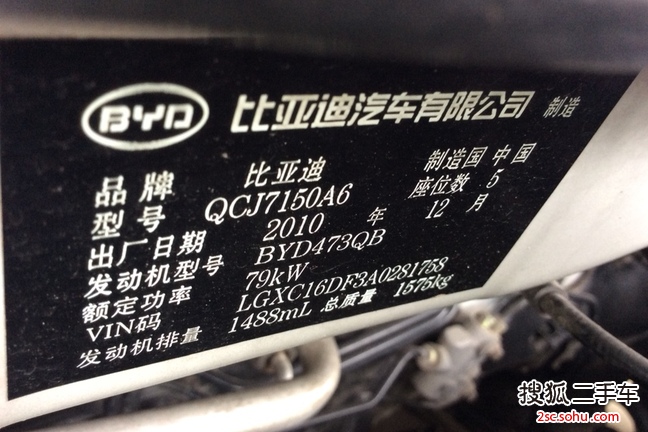 BYD 比亚迪汽车有限公司 制造
品牌 比亚迪 制造国 中国
型号 QCJ7150A6 座位数 5
出厂日期 2010 年 12 月
发动机型号 BYD473QB
额定功率 79kW
VIN码 LGXC16DF3A0281758
发动机排量 1488mL 总质量 1575kg
搜狐二手车
2sc.sohu.com